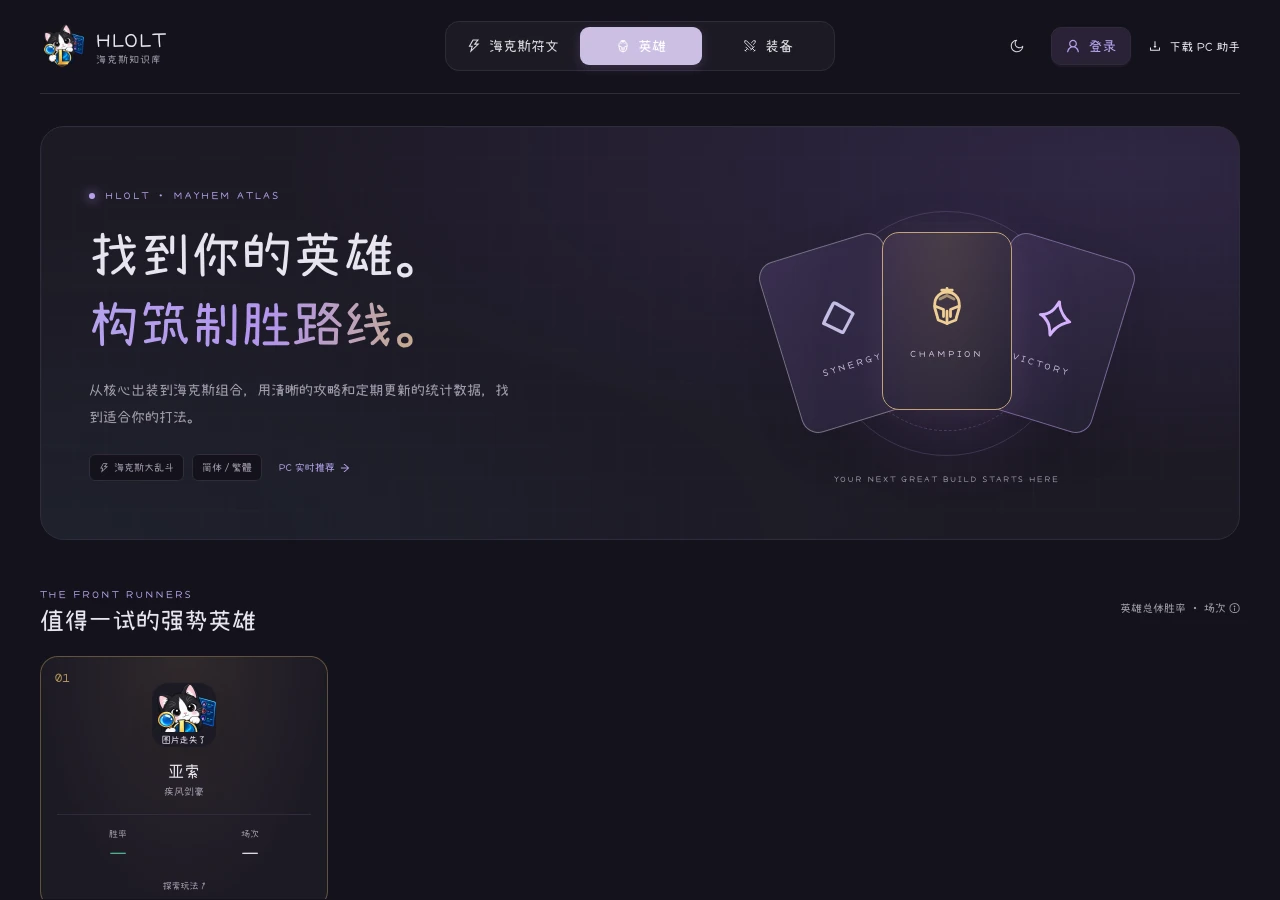 HLOLT
海克斯知识库
海克斯符文
英雄
装备
登录
下载 PC 助手
HLOLT · MAYHEM ATLAS
找到你的英雄。
构筑制胜路线。
从核心出装到海克斯组合，用清晰的攻略和定期更新的统计数据，找
到适合你的打法。
海克斯大乱斗
简体 / 繁體
PC 实时推荐 →
SYNERGY
CHAMPION
VICTORY
YOUR NEXT GREAT BUILD STARTS HERE
THE FRONT RUNNERS
值得一试的强势英雄
英雄总体胜率 · 场次
01
图片走失了
亚索
疾风剑豪
胜率
场次
—
—
探索玩法 ↗